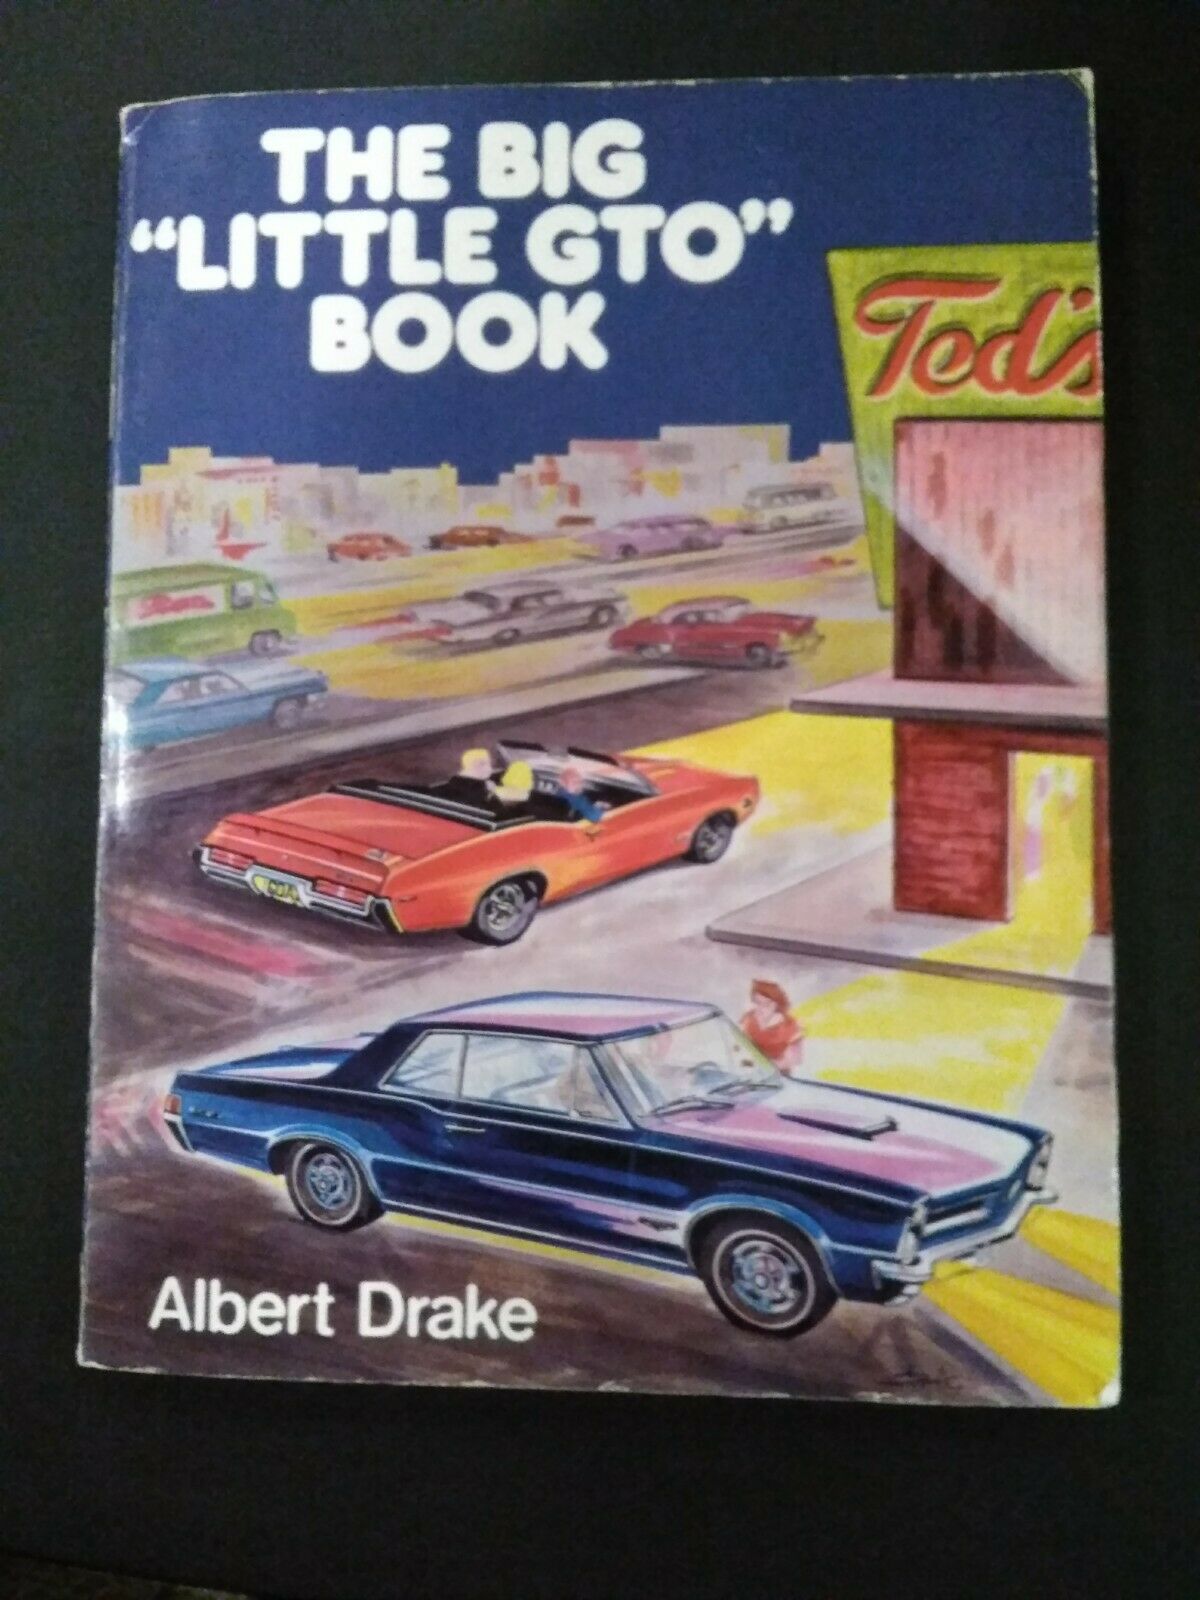 THE BIG
“LITTLE GTO”
BOOK
Ted's
Albert Drake